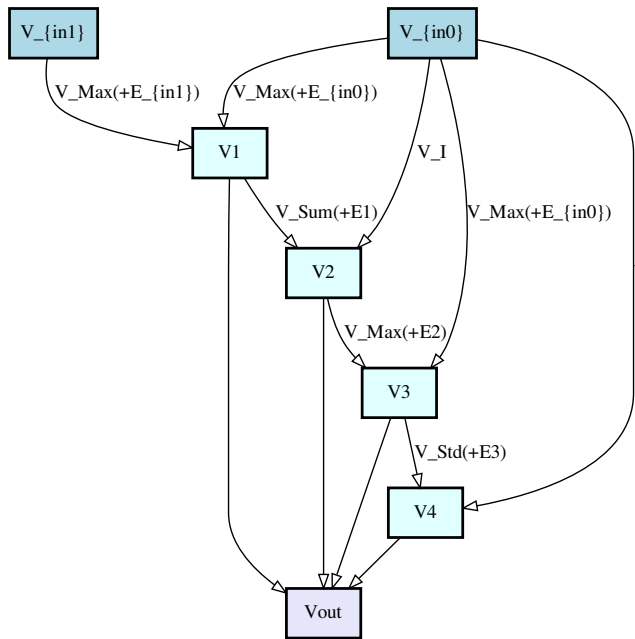 V_{in1}
V_{in0}
V_Max(+E_{in1})
V_Max(+E_{in0})
V1
V_I
V_Sum(+E1)
V_Max(+E_{in0})
V2
V_Max(+E2)
V3
V_Std(+E3)
V4
Vout